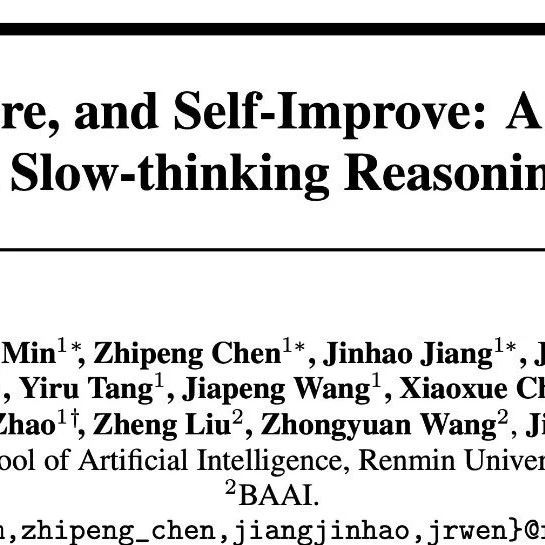 re, and Self-Improve: A
Slow-thinking Reasonin
Min¹*, Zhipeng Chen¹*, Jinhao Jiang¹*, J
, Yiru Tang¹, Jiapeng Wang¹, Xiaoxue Ch
Zhao¹†, Zheng Liu², Zhongyuan Wang², Ji
ool of Artificial Intelligence, Renmin Univer
²BAAI.
n,zhipeng_chen,jiangjinhao,jrwen}@